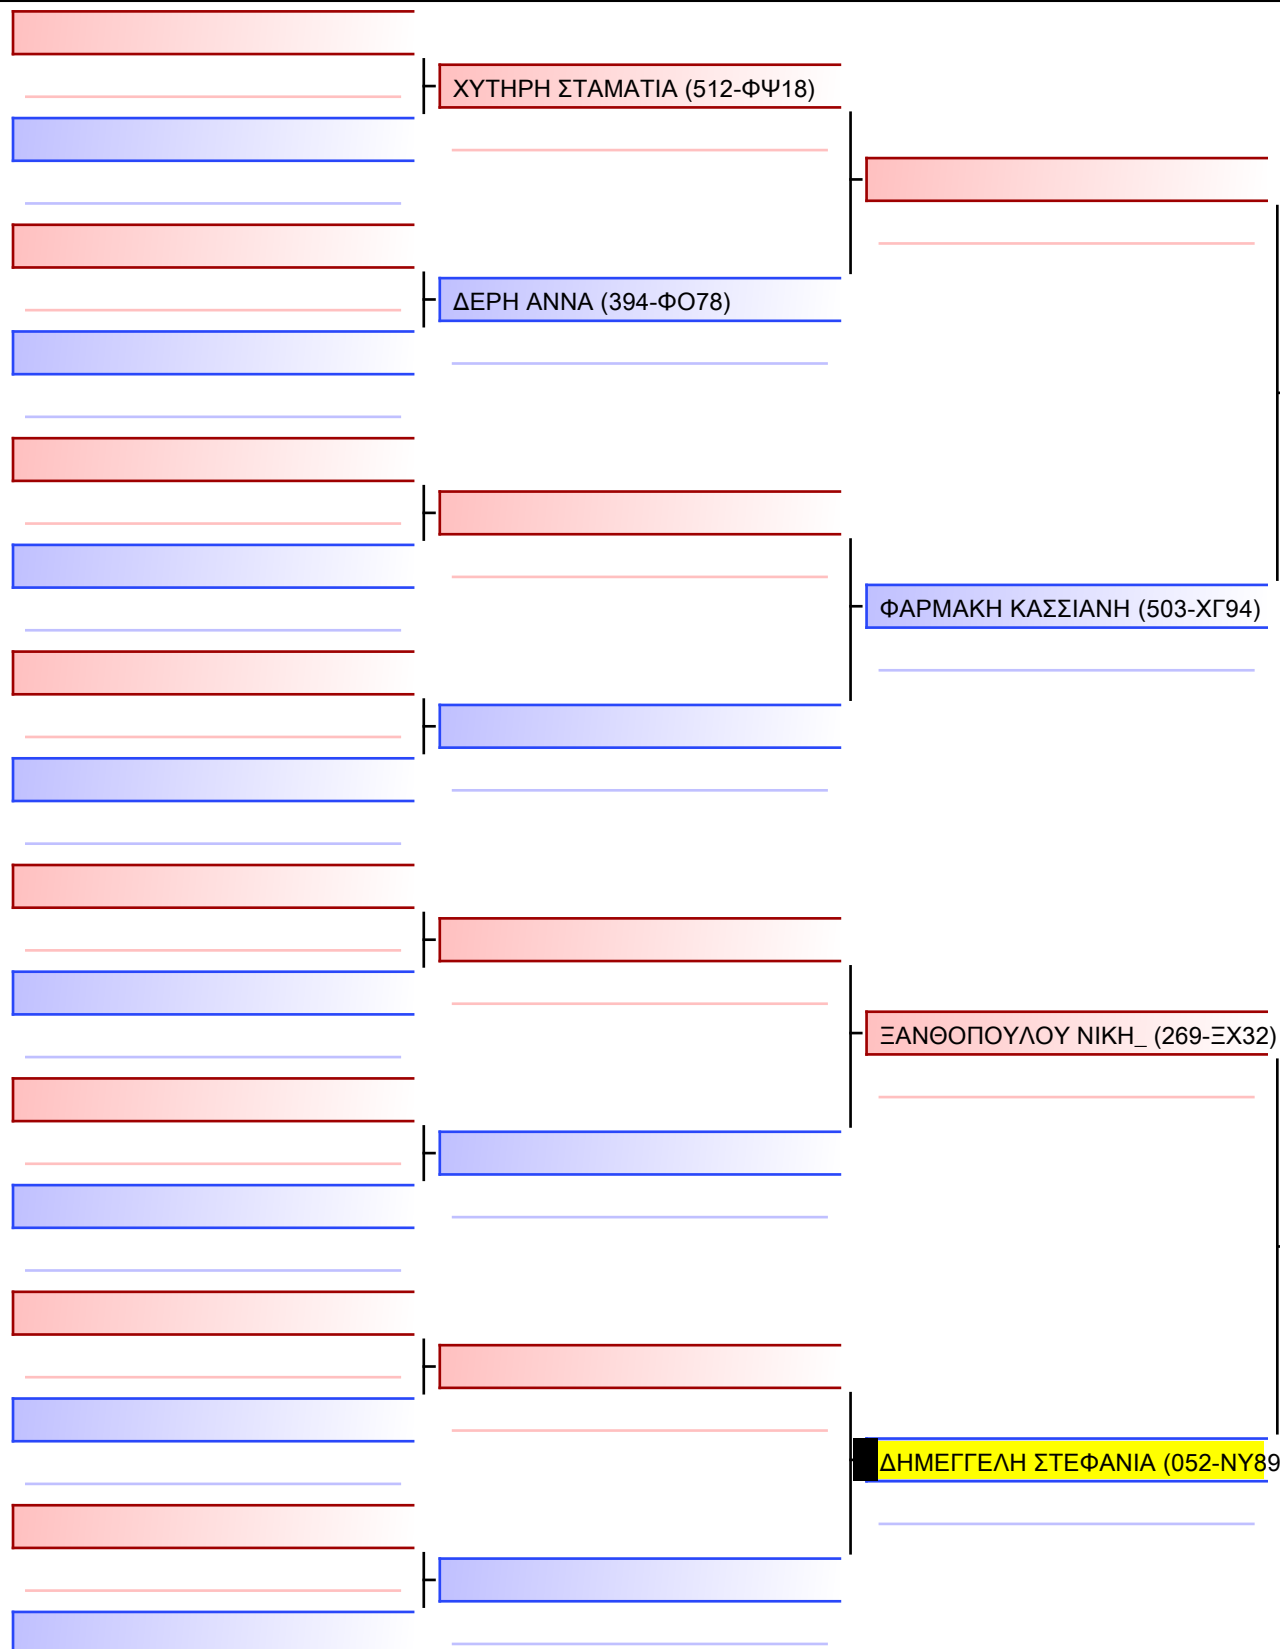 ΧΥΤΗΡΗ ΣΤΑΜΑΤΙΑ (512-ΦΨ18)
ΔΕΡΗ ΑΝΝΑ (394-ΦΟ78)
ΦΑΡΜΑΚΗ ΚΑΣΣΙΑΝΗ (503-ΧΓ94)
ΞΑΝΘΟΠΟΥΛΟΥ ΝΙΚΗ_ (269-ΞΧ32)
ΔΗΜΕΓΓΕΛΗ ΣΤΕΦΑΝΙΑ (052-ΝΥ89